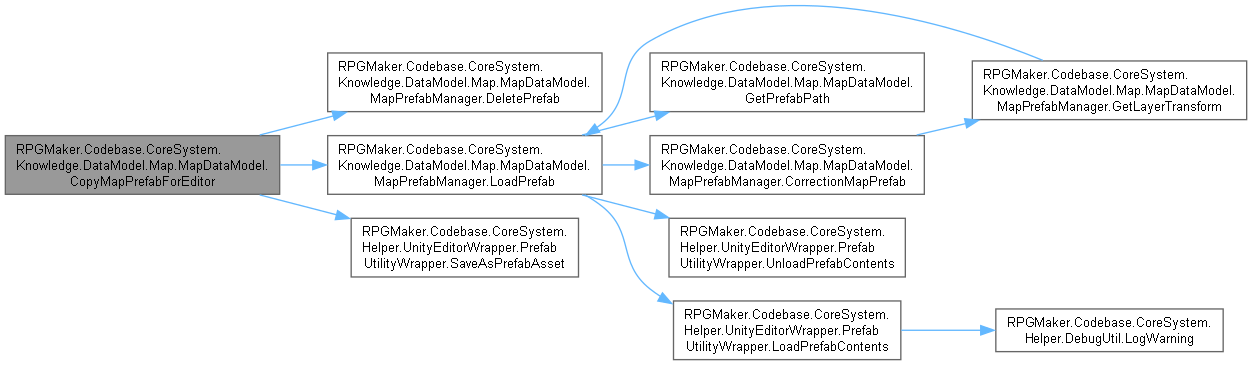 RPGMaker.Codebase.CoreSystem.
Knowledge.DataModel.Map.MapDataModel.
CopyMapPrefabForEditor
RPGMaker.Codebase.CoreSystem.
Knowledge.DataModel.Map.MapDataModel.
MapPrefabManager.DeletePrefab
RPGMaker.Codebase.CoreSystem.
Knowledge.DataModel.Map.MapDataModel.
MapPrefabManager.LoadPrefab
RPGMaker.Codebase.CoreSystem.
Helper.UnityEditorWrapper.Prefab
UtilityWrapper.SaveAsPrefabAsset
RPGMaker.Codebase.CoreSystem.
Knowledge.DataModel.Map.MapDataModel.
GetPrefabPath
RPGMaker.Codebase.CoreSystem.
Knowledge.DataModel.Map.MapDataModel.
MapPrefabManager.CorrectionMapPrefab
RPGMaker.Codebase.CoreSystem.
Helper.UnityEditorWrapper.Prefab
UtilityWrapper.UnloadPrefabContents
RPGMaker.Codebase.CoreSystem.
Helper.UnityEditorWrapper.Prefab
UtilityWrapper.LoadPrefabContents
RPGMaker.Codebase.CoreSystem.
Knowledge.DataModel.Map.MapDataModel.
MapPrefabManager.GetLayerTransform
RPGMaker.Codebase.CoreSystem.
Helper.DebugUtil.LogWarning